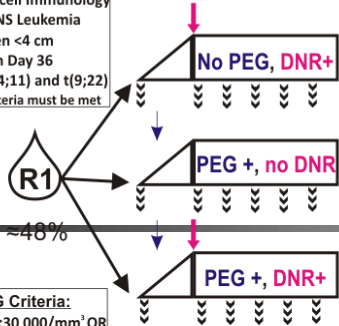 cell Immunology
NS Leukemia
en <4 cm
n Day 36
4;11) and t(9;22)
teria must be met
No PEG, DNR+
R1
PEG +, no DNR
≈48%
PEG +, DNR+
G Criteria:
<30 000/mm³ OR